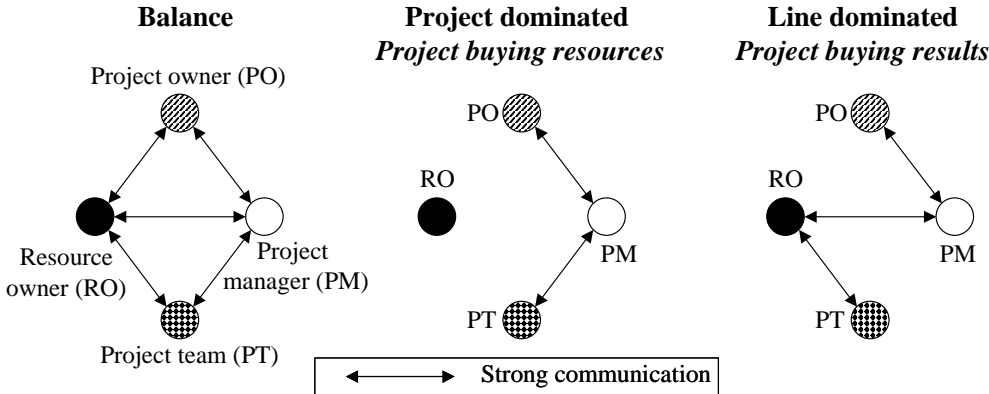 Balance
Project owner (PO)
Resource
owner (RO)
Project
manager (PM)
Project team (PT)
Project dominated
Project buying resources
PO
RO
PM
PT
Line dominated
Project buying results
PO
RO
PM
PT
Strong communication